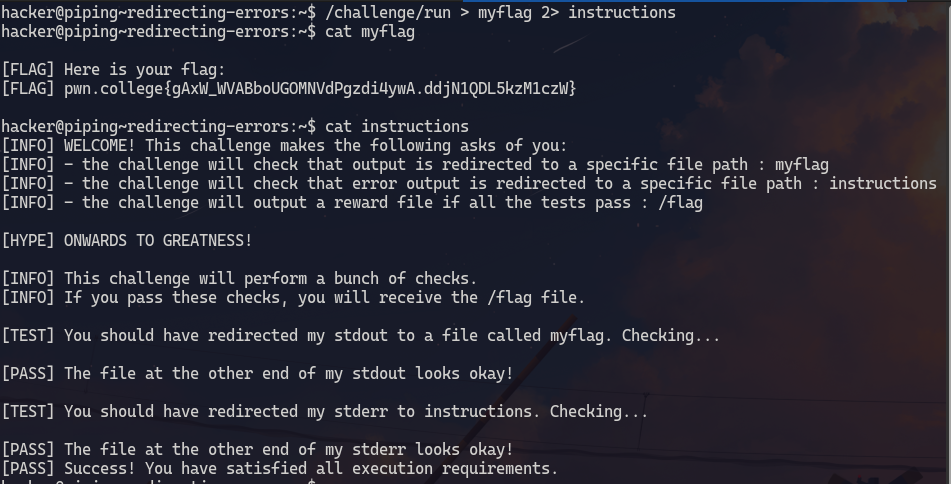 hacker@piping~redirecting-errors:~$ /challenge/run > myflag 2> instructions
hacker@piping~redirecting-errors:~$ cat myflag
[FLAG] Here is your flag:
[FLAG] pwn.college{gAxW_WVABboUGOMNVdPgzdi4ywA.ddjN1QDL5kzM1czW}
hacker@piping~redirecting-errors:~$ cat instructions
[INFO] WELCOME! This challenge makes the following asks of you:
[INFO] - the challenge will check that output is redirected to a specific file path : myflag
[INFO] - the challenge will check that error output is redirected to a specific file path : instructions
[INFO] - the challenge will output a reward file if all the tests pass : /flag
[HYPE] ONWARDS TO GREATNESS!
[INFO] This challenge will perform a bunch of checks.
[INFO] If you pass these checks, you will receive the /flag file.
[TEST] You should have redirected my stdout to a file called myflag. Checking...
[PASS] The file at the other end of my stdout looks okay!
[TEST] You should have redirected my stderr to instructions. Checking...
[PASS] The file at the other end of my stderr looks okay!
[PASS] Success! You have satisfied all execution requirements.